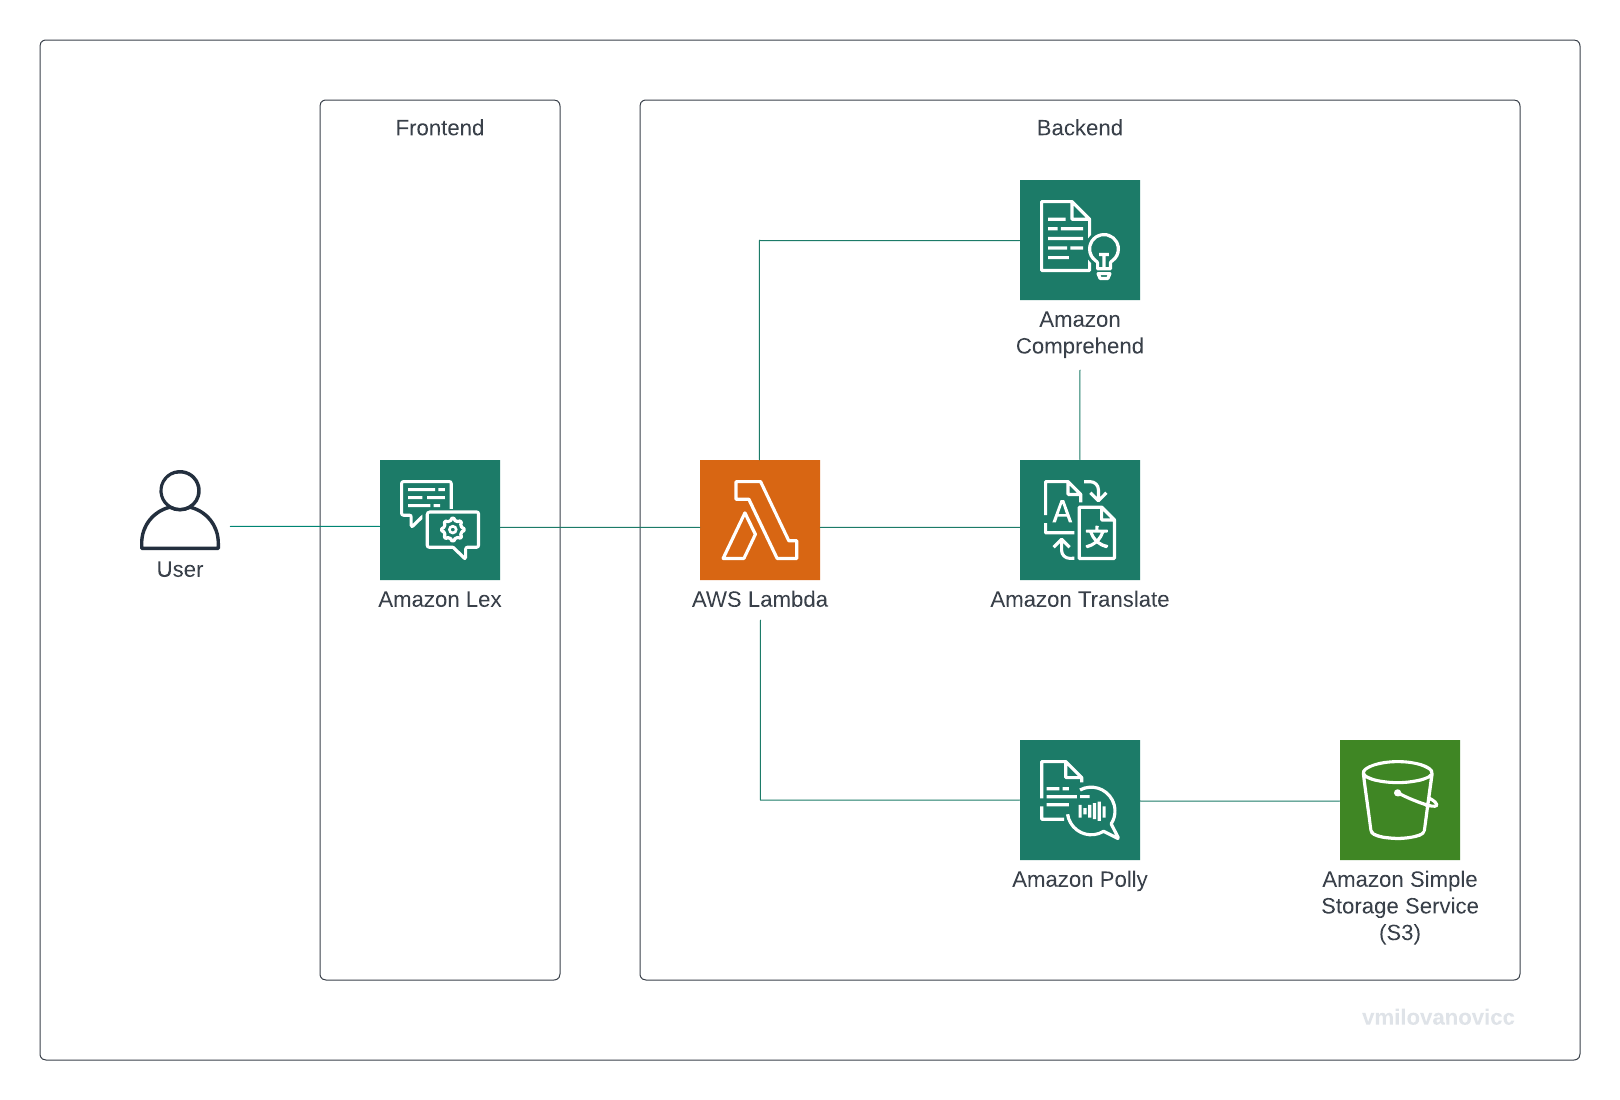 Frontend
Backend
Amazon
Comprehend
User
Amazon Lex
AWS Lambda
A
文
Amazon Translate
Amazon Polly
Amazon Simple
Storage Service
(S3)
vmilovanovicc